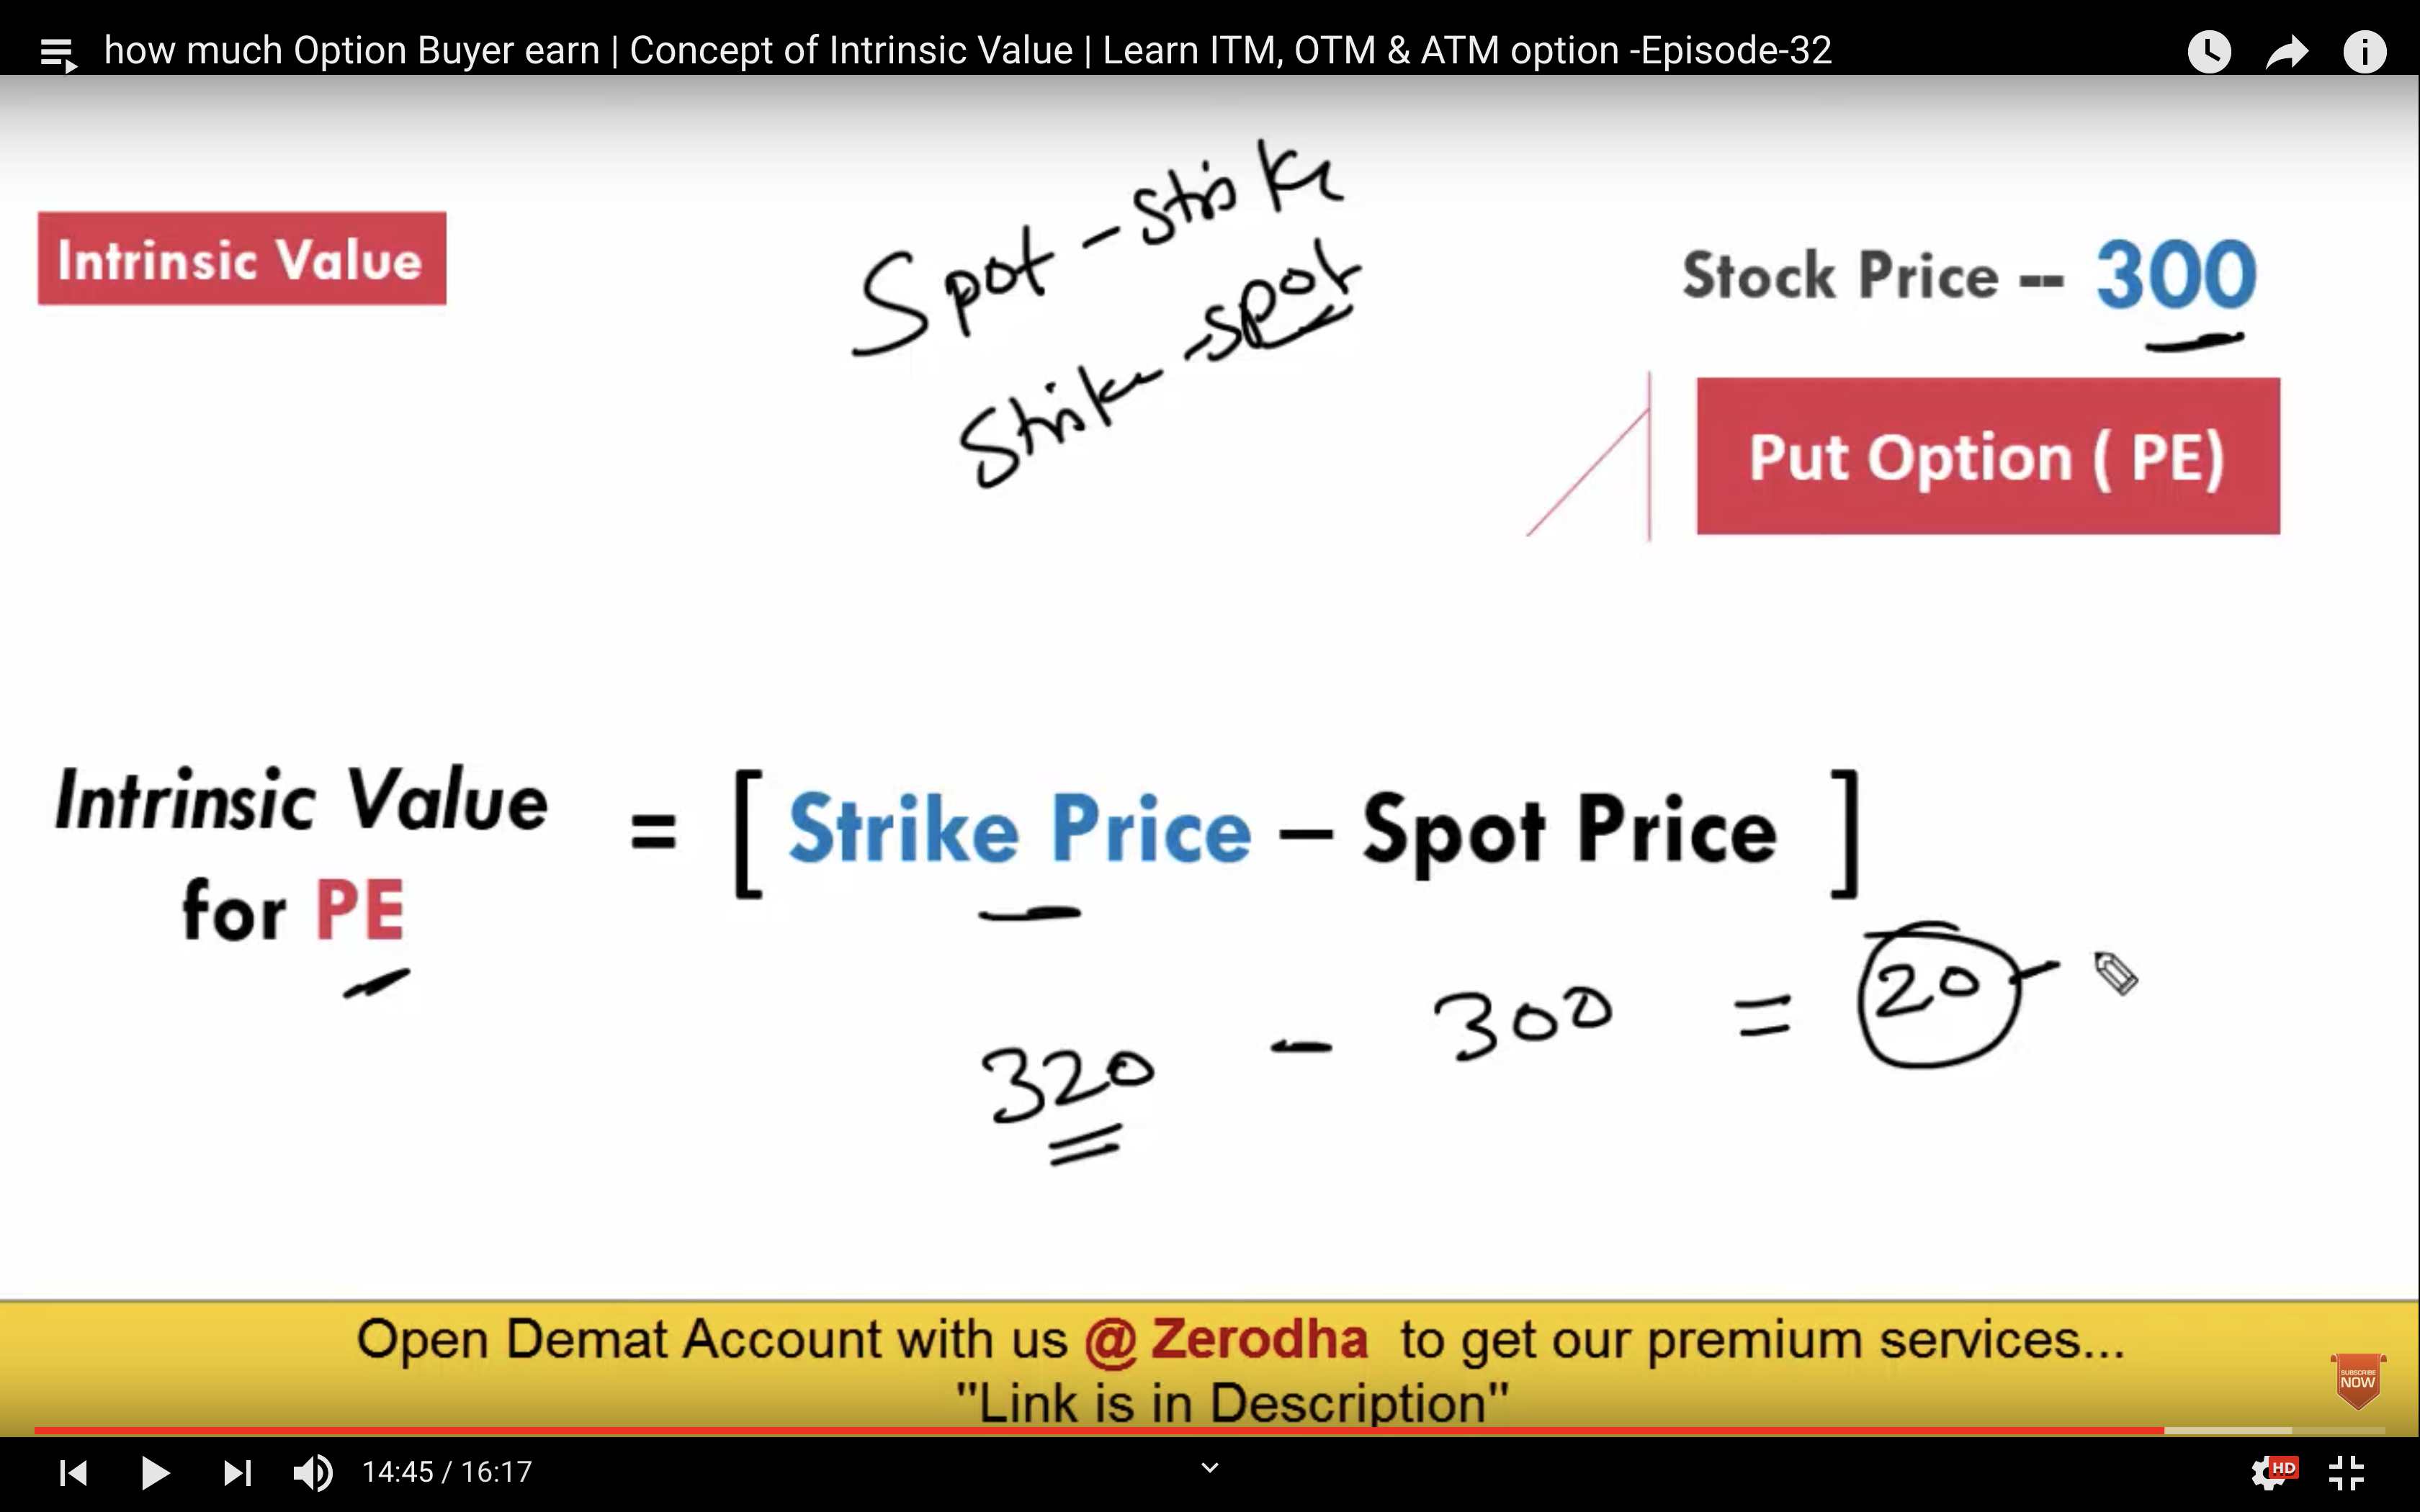 how much Option Buyer earn | Concept of Intrinsic Value | Learn ITM, OTM & ATM option -Episode-32
Intrinsic Value
Spot - Strike
Strike - spot
Stock Price -- 300
Put Option ( PE)
Intrinsic Value for PE = [ Strike Price – Spot Price ]
320 - 300 = 20
Open Demat Account with us @ Zerodha to get our premium services...
"Link is in Description"
SUBSCRIBE NOW
14:45 / 16:17
HD